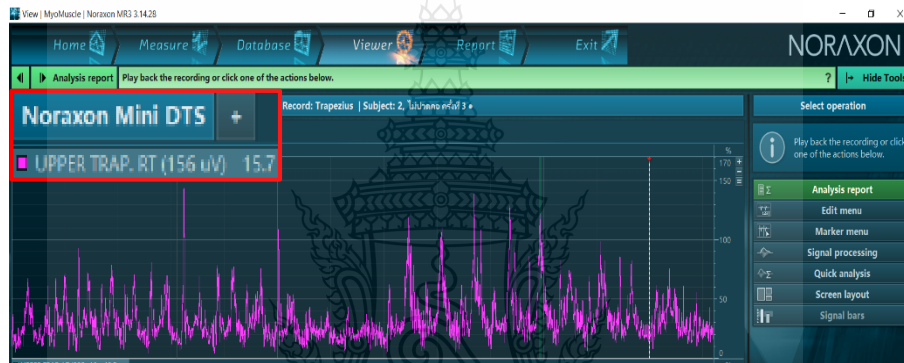 View | MyoMuscle | Noraxon MR3 3.14.28
Home Measure Database Viewer Report Exit NORAXON
Analysis report Play back the recording or click one of the actions below. ? Hide Tools
Noraxon Mini DTS +
Record: Trapezius | Subject: 2, ไม่ปวดคอ ครั้งที่ 3
Select operation
UPPER TRAP. RT (156 uV) 15.7
Play back the recording or click
one of the actions below.
%
170
150
100
50
0
Analysis report
Edit menu
Marker menu
Signal processing
Quick analysis
Screen layout
Signal bars